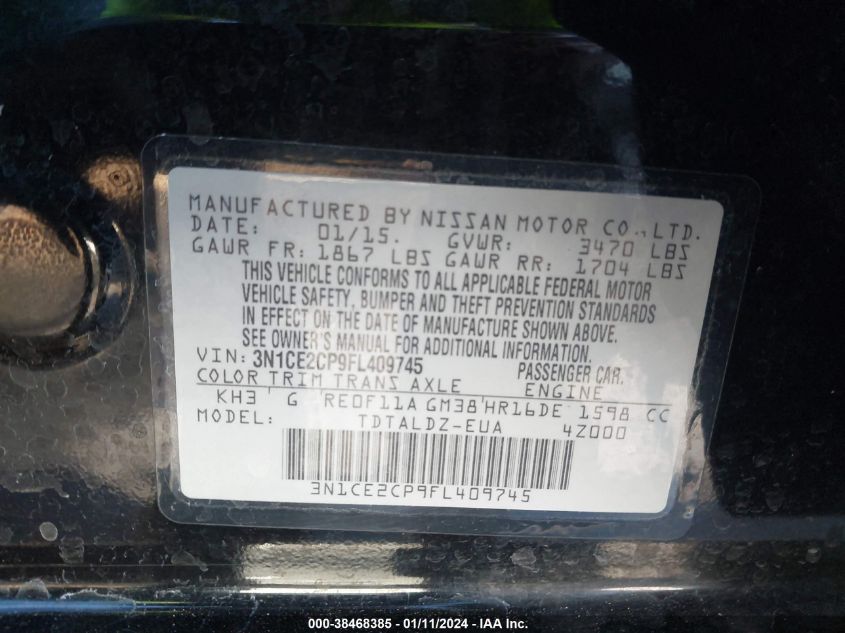 MANUFACTURED BY NISSAN MOTOR CO., LTD.
DATE: 01/15. GVWR: 3470 LBS
GAWR FR: 1867 LBS GAWR RR: 1704 LBS
THIS VEHICLE CONFORMS TO ALL APPLICABLE FEDERAL MOTOR
VEHICLE SAFETY, BUMPER AND THEFT PREVENTION STANDARDS
IN EFFECT ON THE DATE OF MANUFACTURE SHOWN ABOVE.
SEE OWNER'S MANUAL FOR ADDITIONAL INFORMATION.
VIN: 3N1CE2CP9FL409745 PASSENGER CAR.
COLOR TRIM TRANS AXLE ENGINE
KH3 ' G RE0F11A GM38 'HR16DE 1598 CC
MODEL: TDTALDZ-EUA 4Z000
3N1CE2CP9FL409745
000-38468385 - 01/11/2024 - IAA Inc.